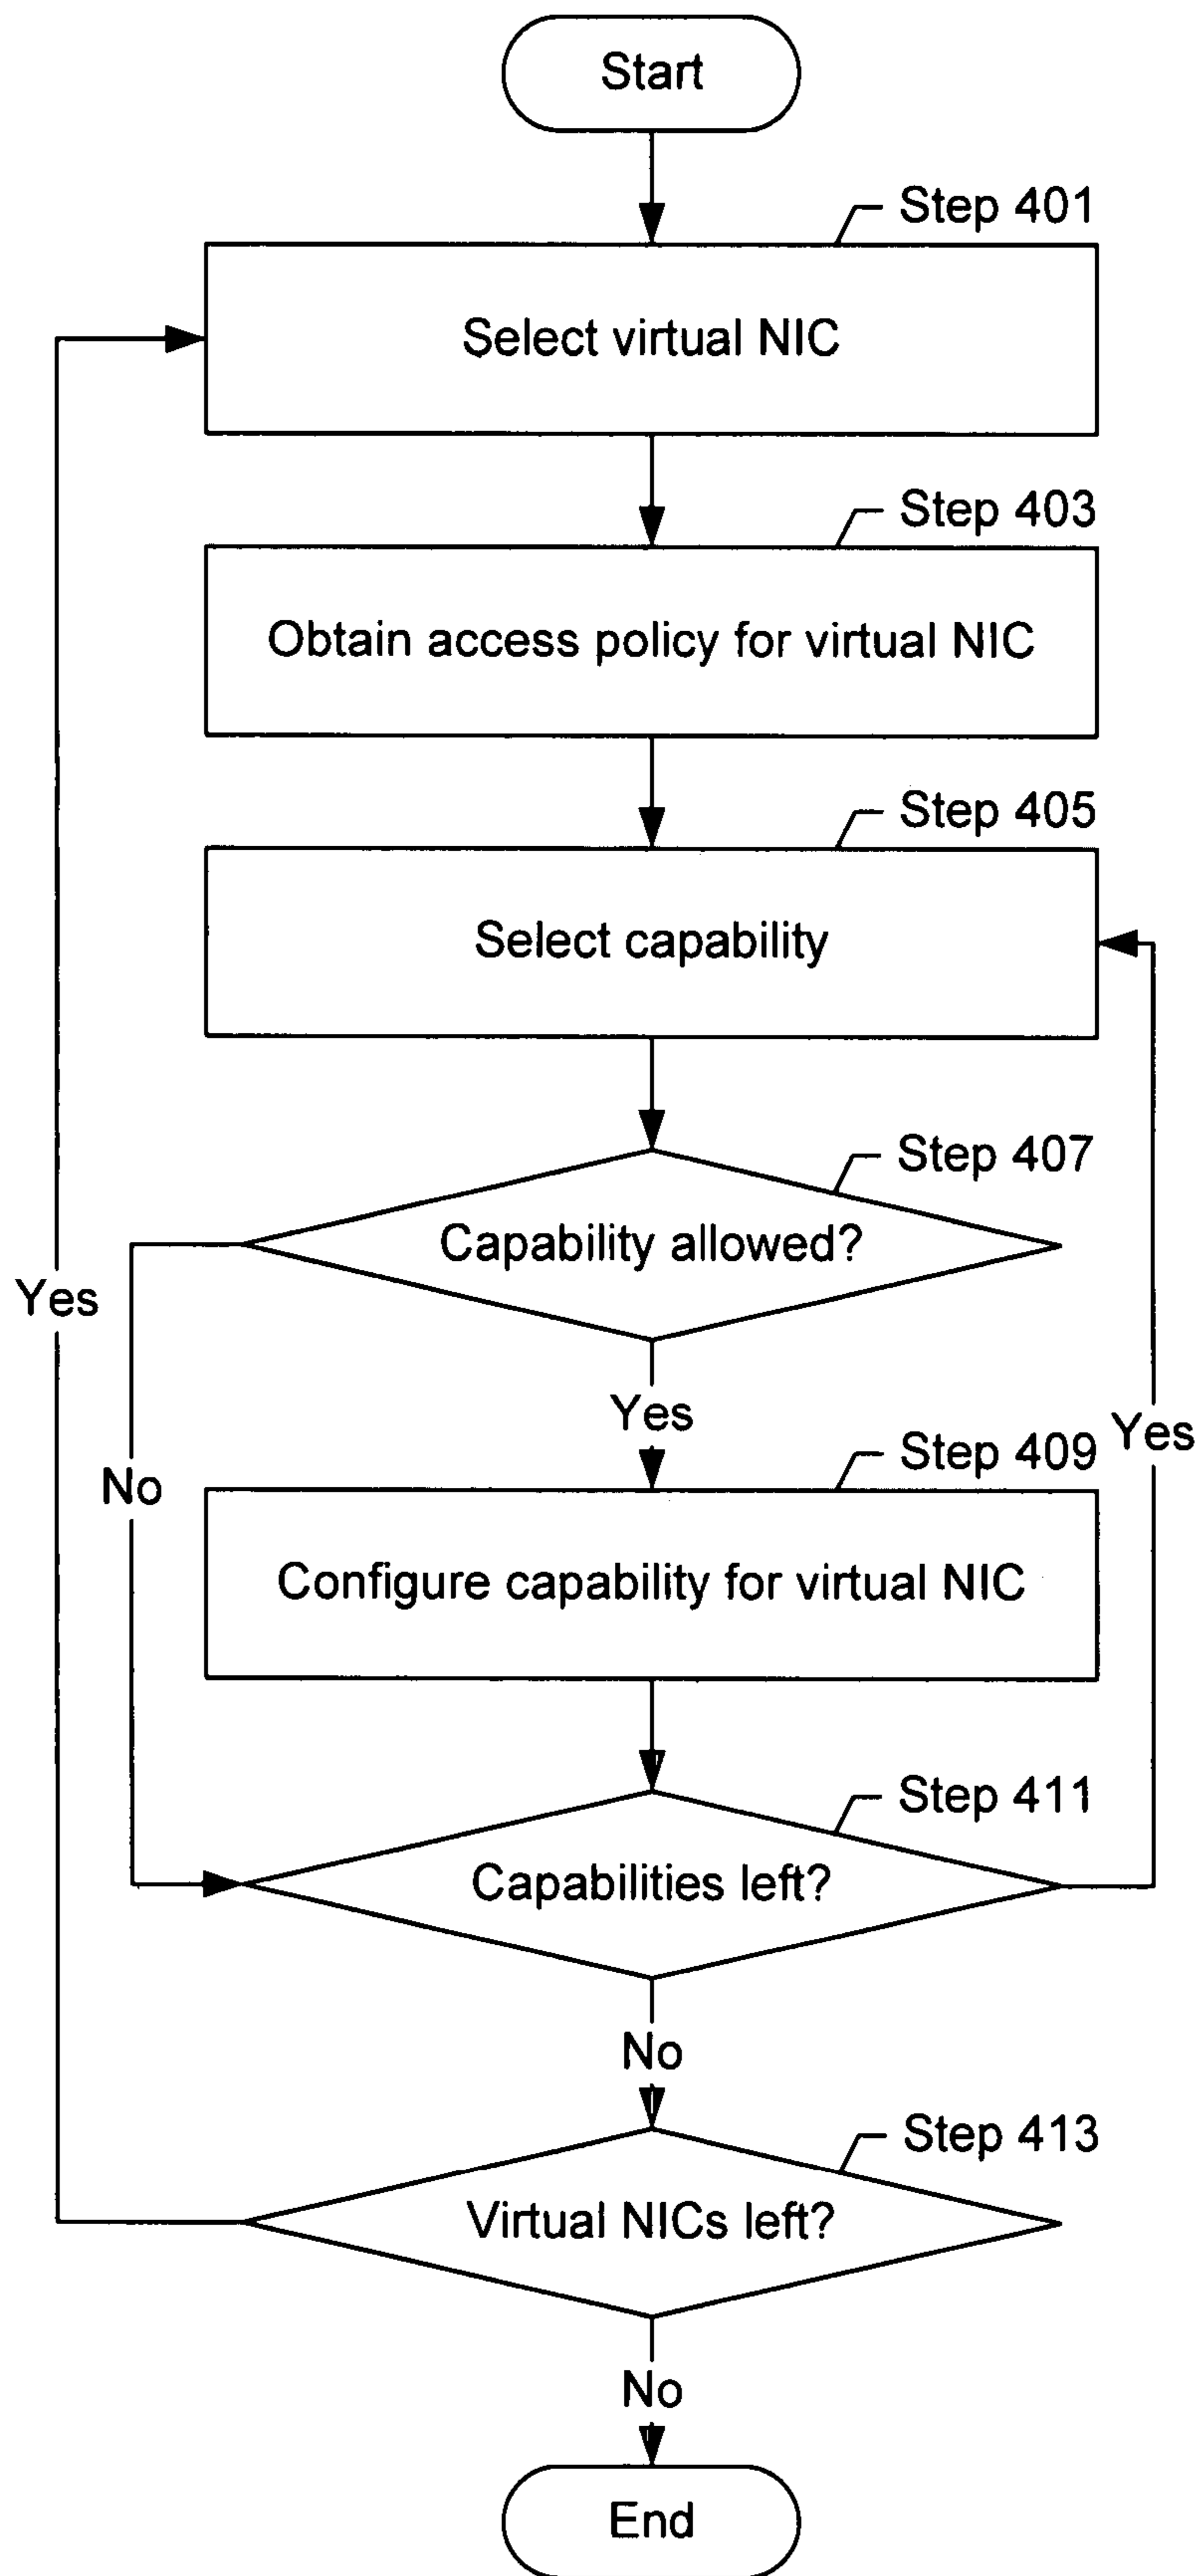 Start
Step 401
Select virtual NIC
Step 403
Obtain access policy for virtual NIC
Step 405
Select capability
Step 407
Capability allowed?
Yes
Yes
No
Step 409
Yes
Configure capability for virtual NIC
Step 411
Capabilities left?
No
Step 413
Virtual NICs left?
No
End